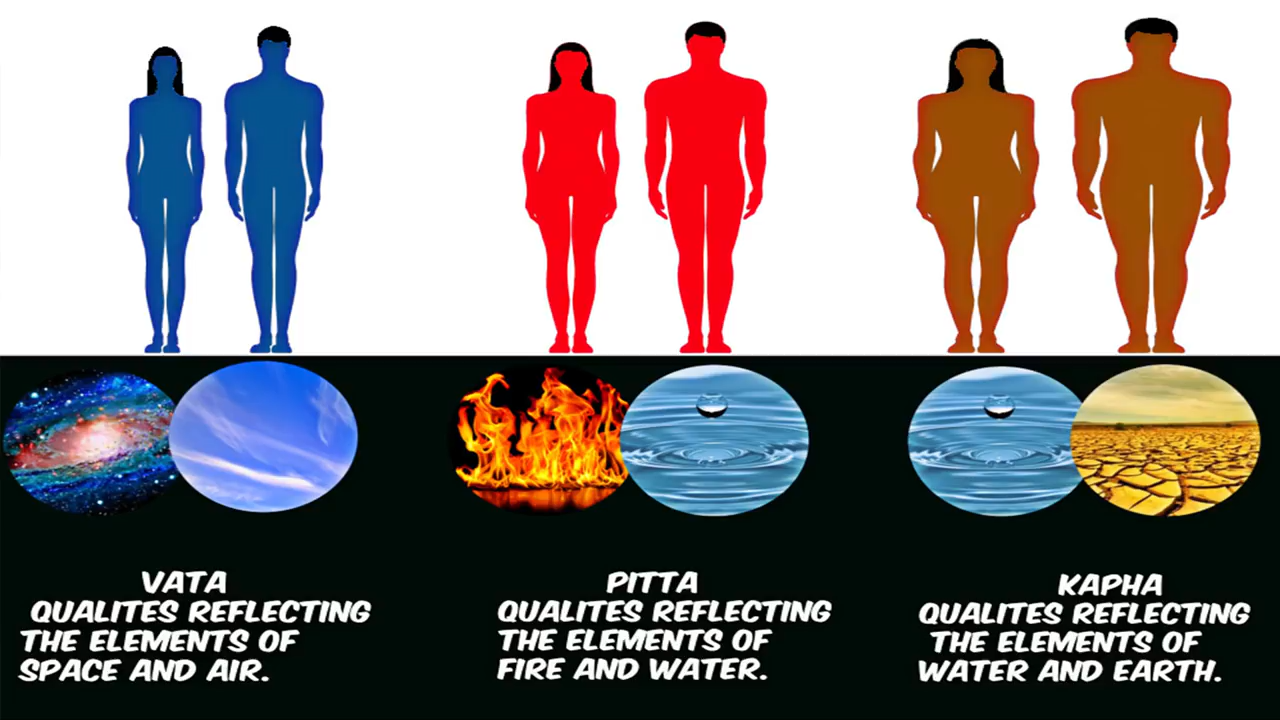 VATA
QUALITES REFLECTING
THE ELEMENTS OF
SPACE AND AIR.
PITTA
QUALITES REFLECTING
THE ELEMENTS OF
FIRE AND WATER.
KAPHA
QUALITES REFLECTING
THE ELEMENTS OF
WATER AND EARTH.